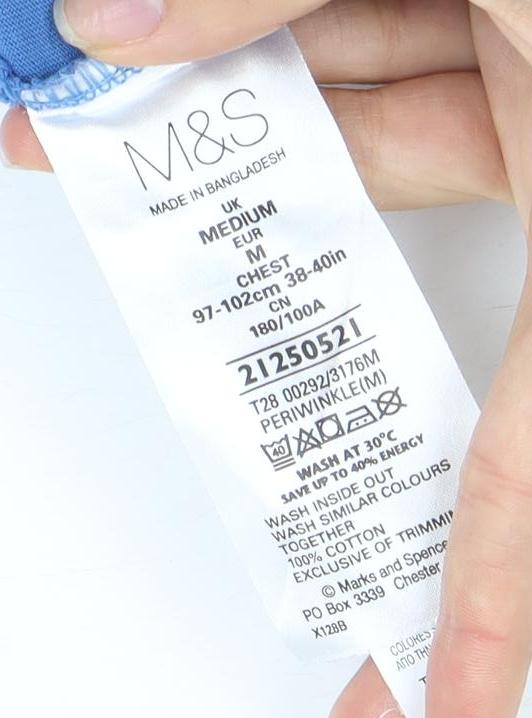 M&S
MADE IN BANGLADESH
UK
MEDIUM
EUR
M
CHEST
97-102cm 38-40in
CN
180/100A
21250521
T28 00292/3176M
PERIWINKLE(M)
40
WASH AT 30°C
SAVE UP TO 40% ENERGY
WASH INSIDE OUT
WASH SIMILAR COLOURS
TOGETHER
100% COTTON
EXCLUSIVE OF
© Marks and
PO Box 3339 Chester
X128B
COLORES